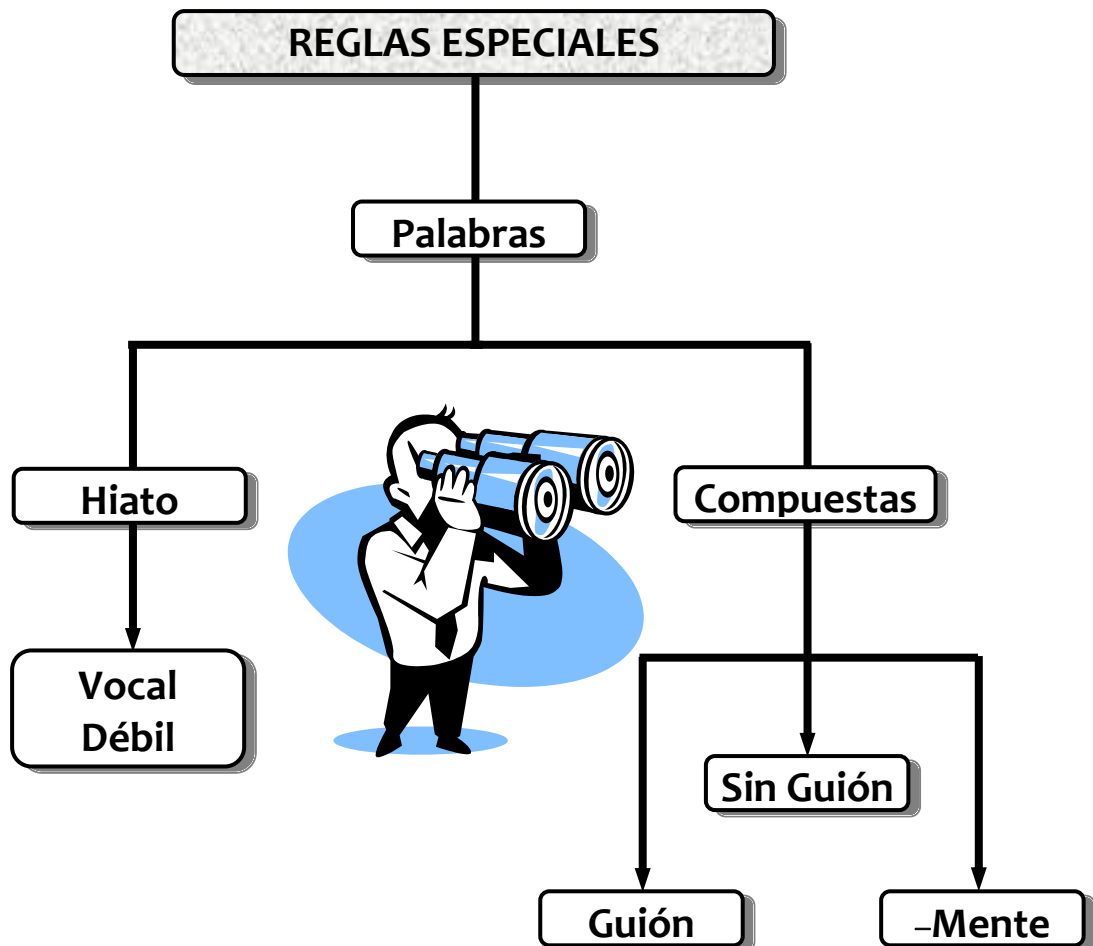 REGLAS ESPECIALES
Palabras
Hiato
Compuestas
Vocal
Débil
Sin Guión
Guión
–Mente